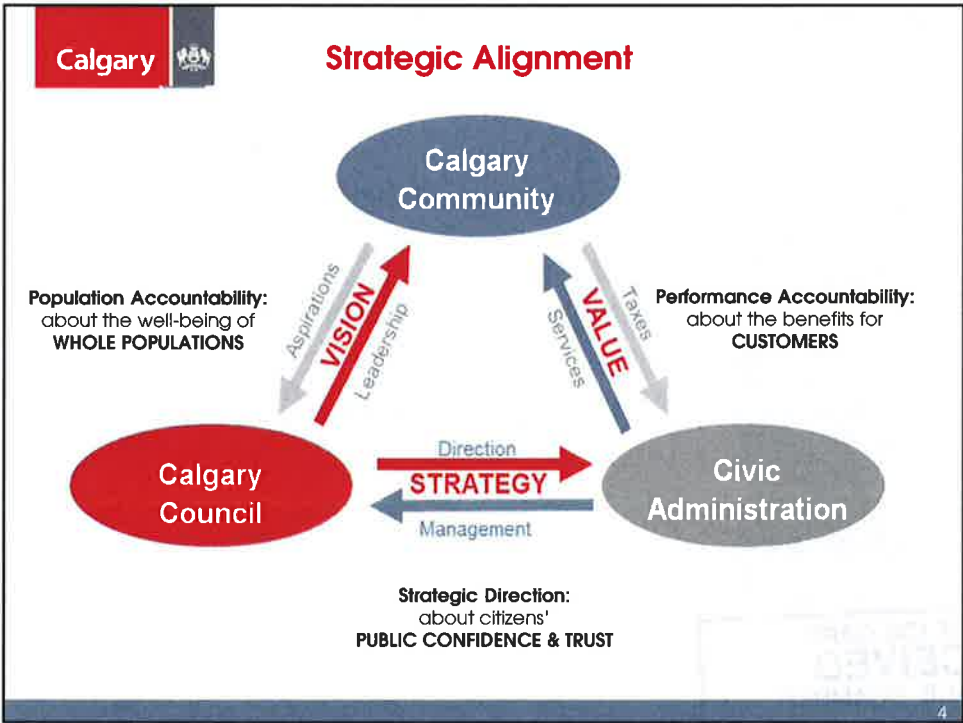 Calgary
Strategic Alignment
Calgary
Community
Population Accountability:
about the well-being of
WHOLE POPULATIONS
Aspirations
VISION
Leadership
Services
VALUE
Taxes
Performance Accountability:
about the benefits for
CUSTOMERS
Calgary
Council
Direction
STRATEGY
Management
Civic
Administration
Strategic Direction:
about citizens'
PUBLIC CONFIDENCE & TRUST
4